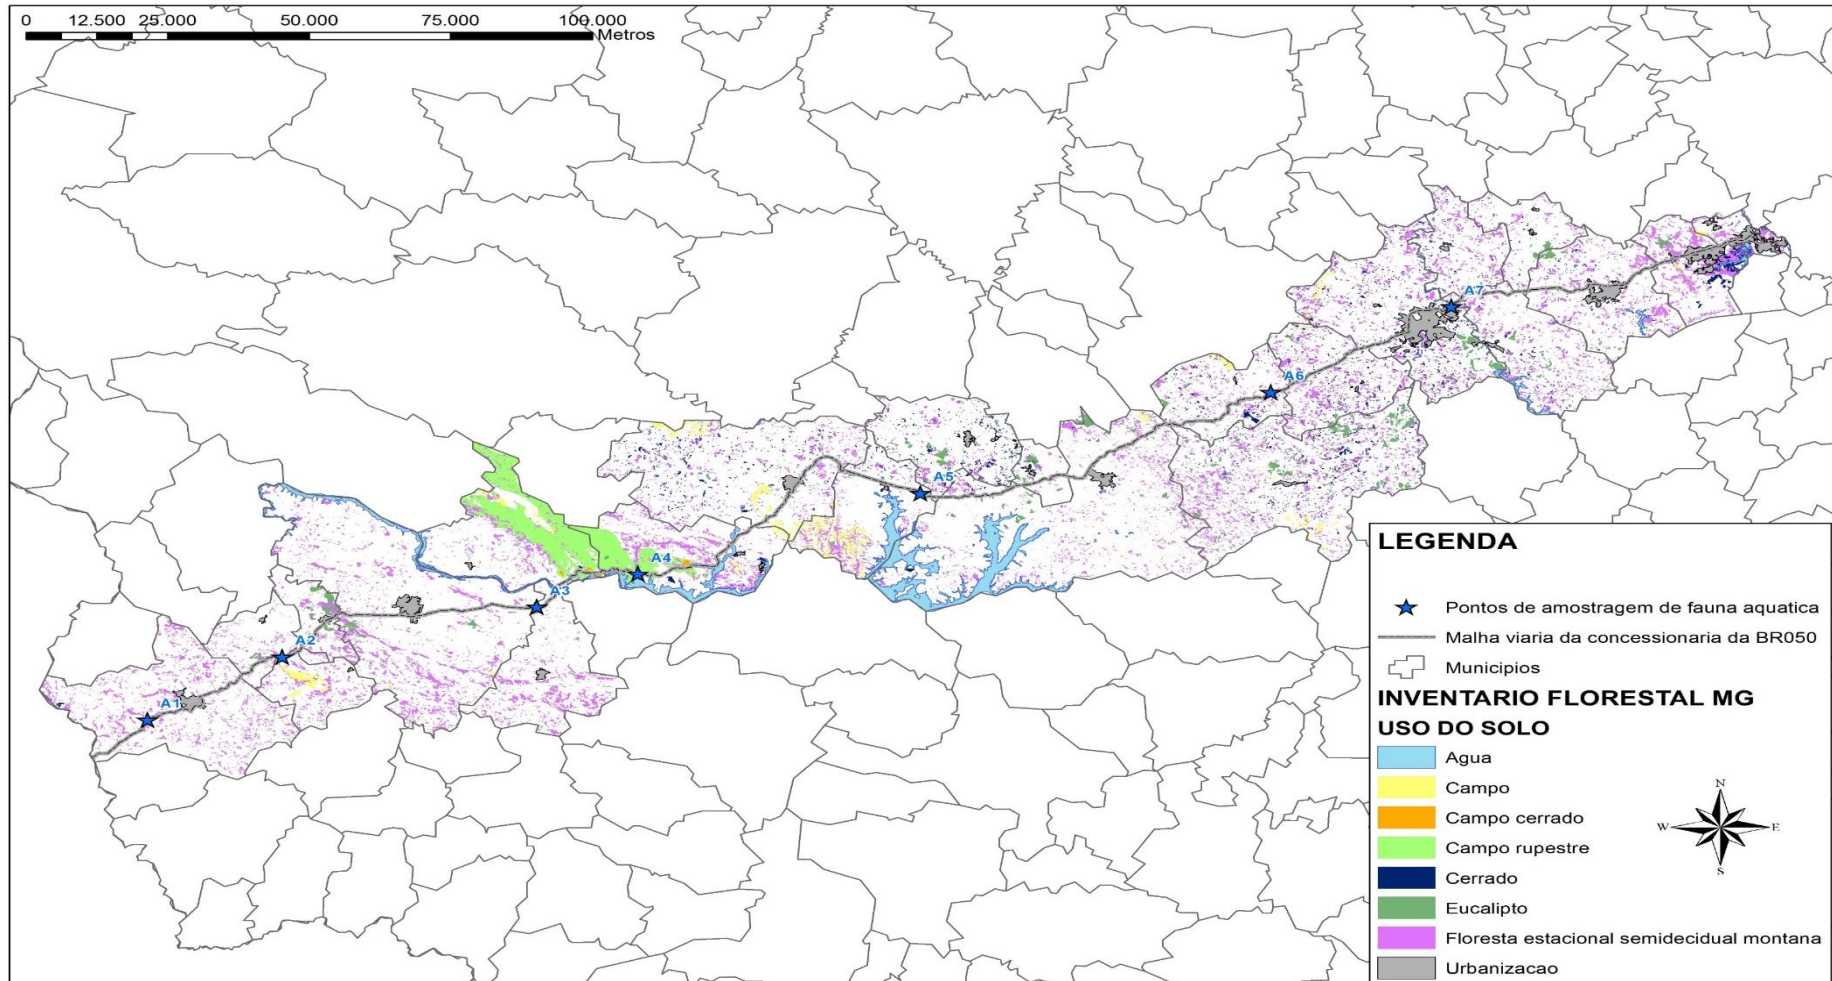 0 12.500 25.000 50.000 75.000 100.000
Metros
A7
A6
A5
A4
A3
A2
A1
LEGENDA
Pontos de amostragem de fauna aquatica
Malha viaria da concessionaria da BR050
Municipios
INVENTARIO FLORESTAL MG
USO DO SOLO
Agua
Campo
Campo cerrado
Campo rupestre
Cerrado
Eucalipto
Floresta estacional semidecidual montana
Urbanizacao
N
W E
S